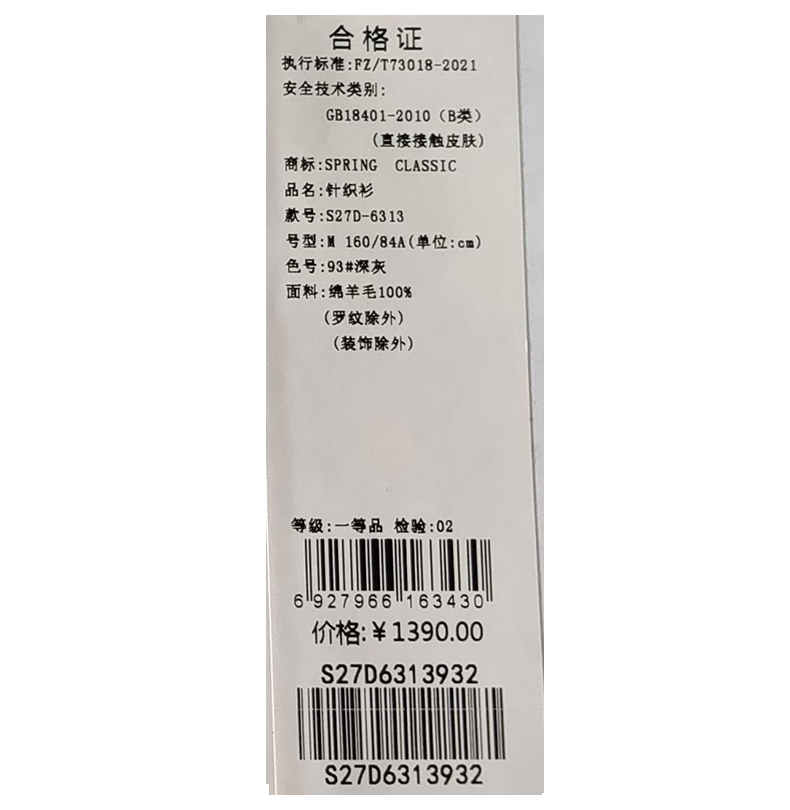 合格证
执行标准:FZ/T73018-2021
安全技术类别:
GB18401-2010（B类）
(直接接触皮肤)
商标:SPRING CLASSIC
品名:针织衫
款号:S27D-6313
号型:M 160/84A(单位:cm)
色号:93#深灰
面料:绵羊毛100%
(罗纹除外)
(装饰除外)
等级:一等品 检验:02
6 927966 163430
价格:￥1390.00
S27D6313932
S27D6313932